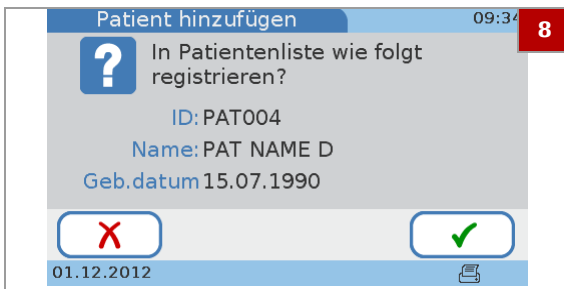 Patient hinzufügen 09:34
8
In Patientenliste wie folgt
registrieren?
ID: PAT004
Name: PAT NAME D
Geb.datum 15.07.1990
01.12.2012